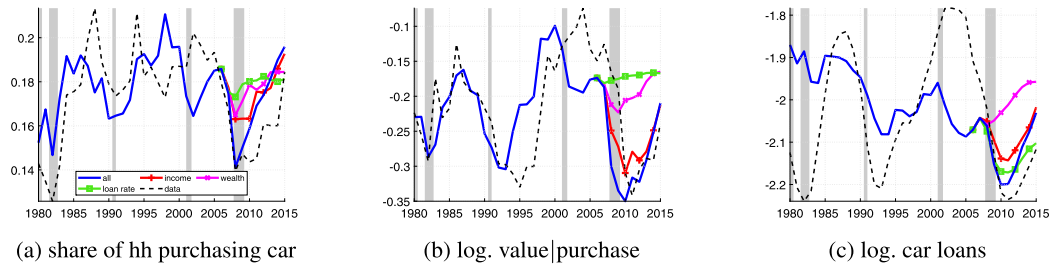 0.2
0.18
0.16
0.14
all
income
wealth
loan rate
data
1980 1985 1990 1995 2000 2005 2010 2015
(a) share of hh purchasing car
-0.1
-0.15
-0.2
-0.25
-0.3
-0.35
1980 1985 1990 1995 2000 2005 2010 2015
(b) log. value|purchase
-1.8
-1.9
-2
-2.1
-2.2
1980 1985 1990 1995 2000 2005 2010 2015
(c) log. car loans